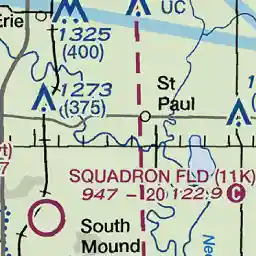 Erie
UC
1325
(400)
1273
(375)
St
Paul
SQUADRON FLD (11K)
947 - 20 122.9 C
South
Mound